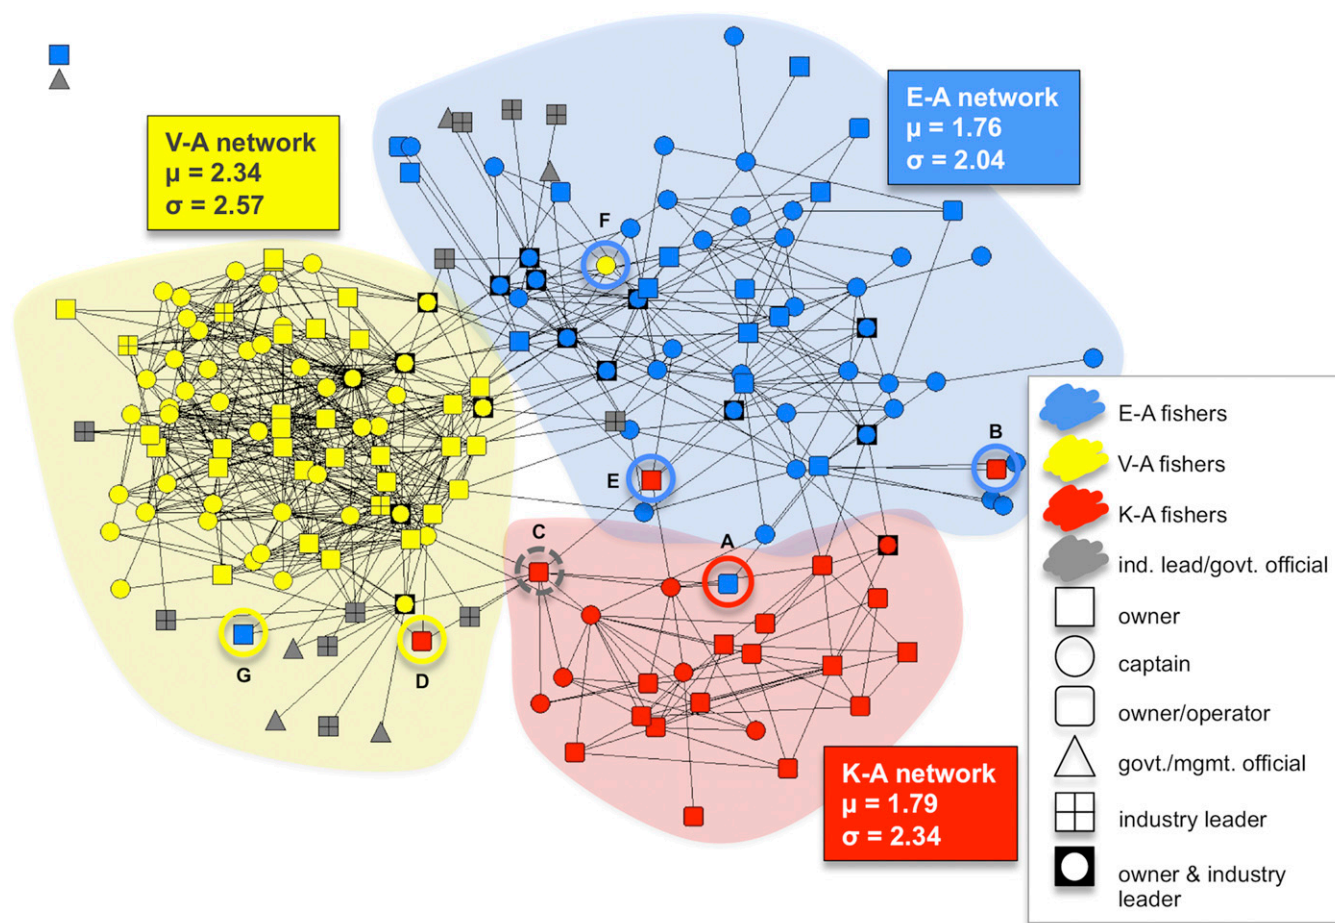 E-A network
μ = 1.76
σ = 2.04
V-A network
μ = 2.34
σ = 2.57
F
B
E
C
A
G
D
K-A network
μ = 1.79
σ = 2.34
E-A fishers
V-A fishers
K-A fishers
ind. lead/govt. official
owner
captain
owner/operator
govt./mgmt. official
industry leader
owner & industry
leader